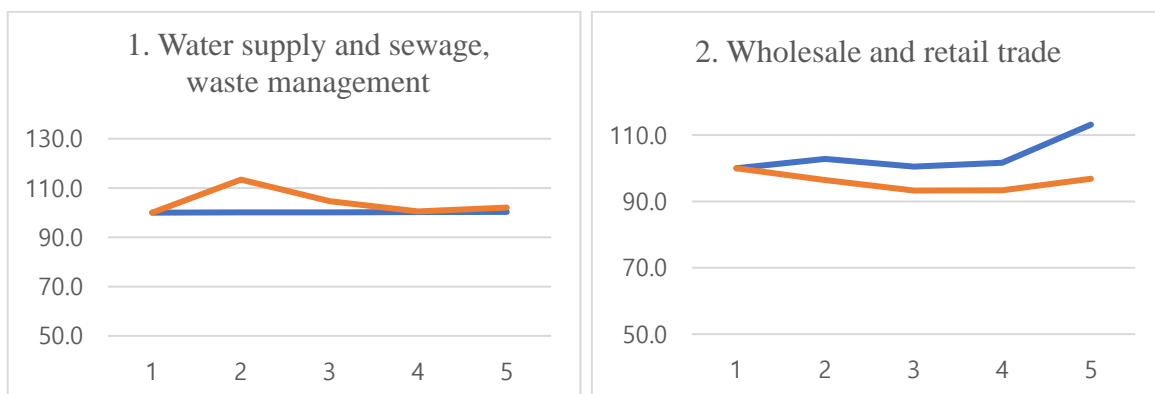 1. Water supply and sewage,
waste management
130.0
110.0
90.0
70.0
50.0
1 2 3 4 5
2. Wholesale and retail trade
110.0
90.0
70.0
50.0
1 2 3 4 5